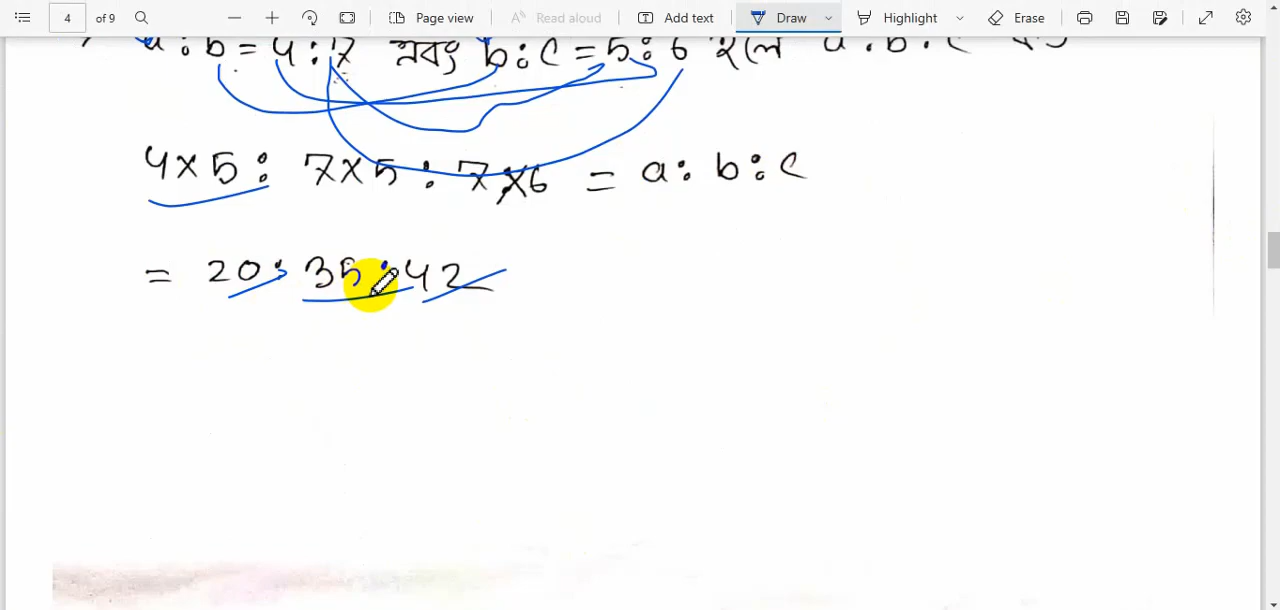 4 of 9 Page view Read aloud Add text Draw Highlight Erase
a : b = 4 : 7 এবং b : c = 5 : 6 হলে a : b : c
4 × 5 : 7 × 5 : 7 × 6 = a : b : c
= 20 : 35 : 42